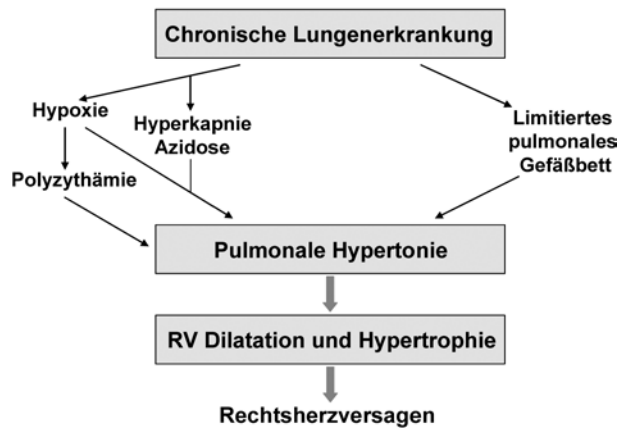 Chronische Lungenerkrankung
Hypoxie
Hyperkapnie
Azidose
Limitiertes
pulmonales
Gefäßbett
Polyzythämie
Pulmonale Hypertonie
RV Dilatation und Hypertrophie
Rechtsherzversagen